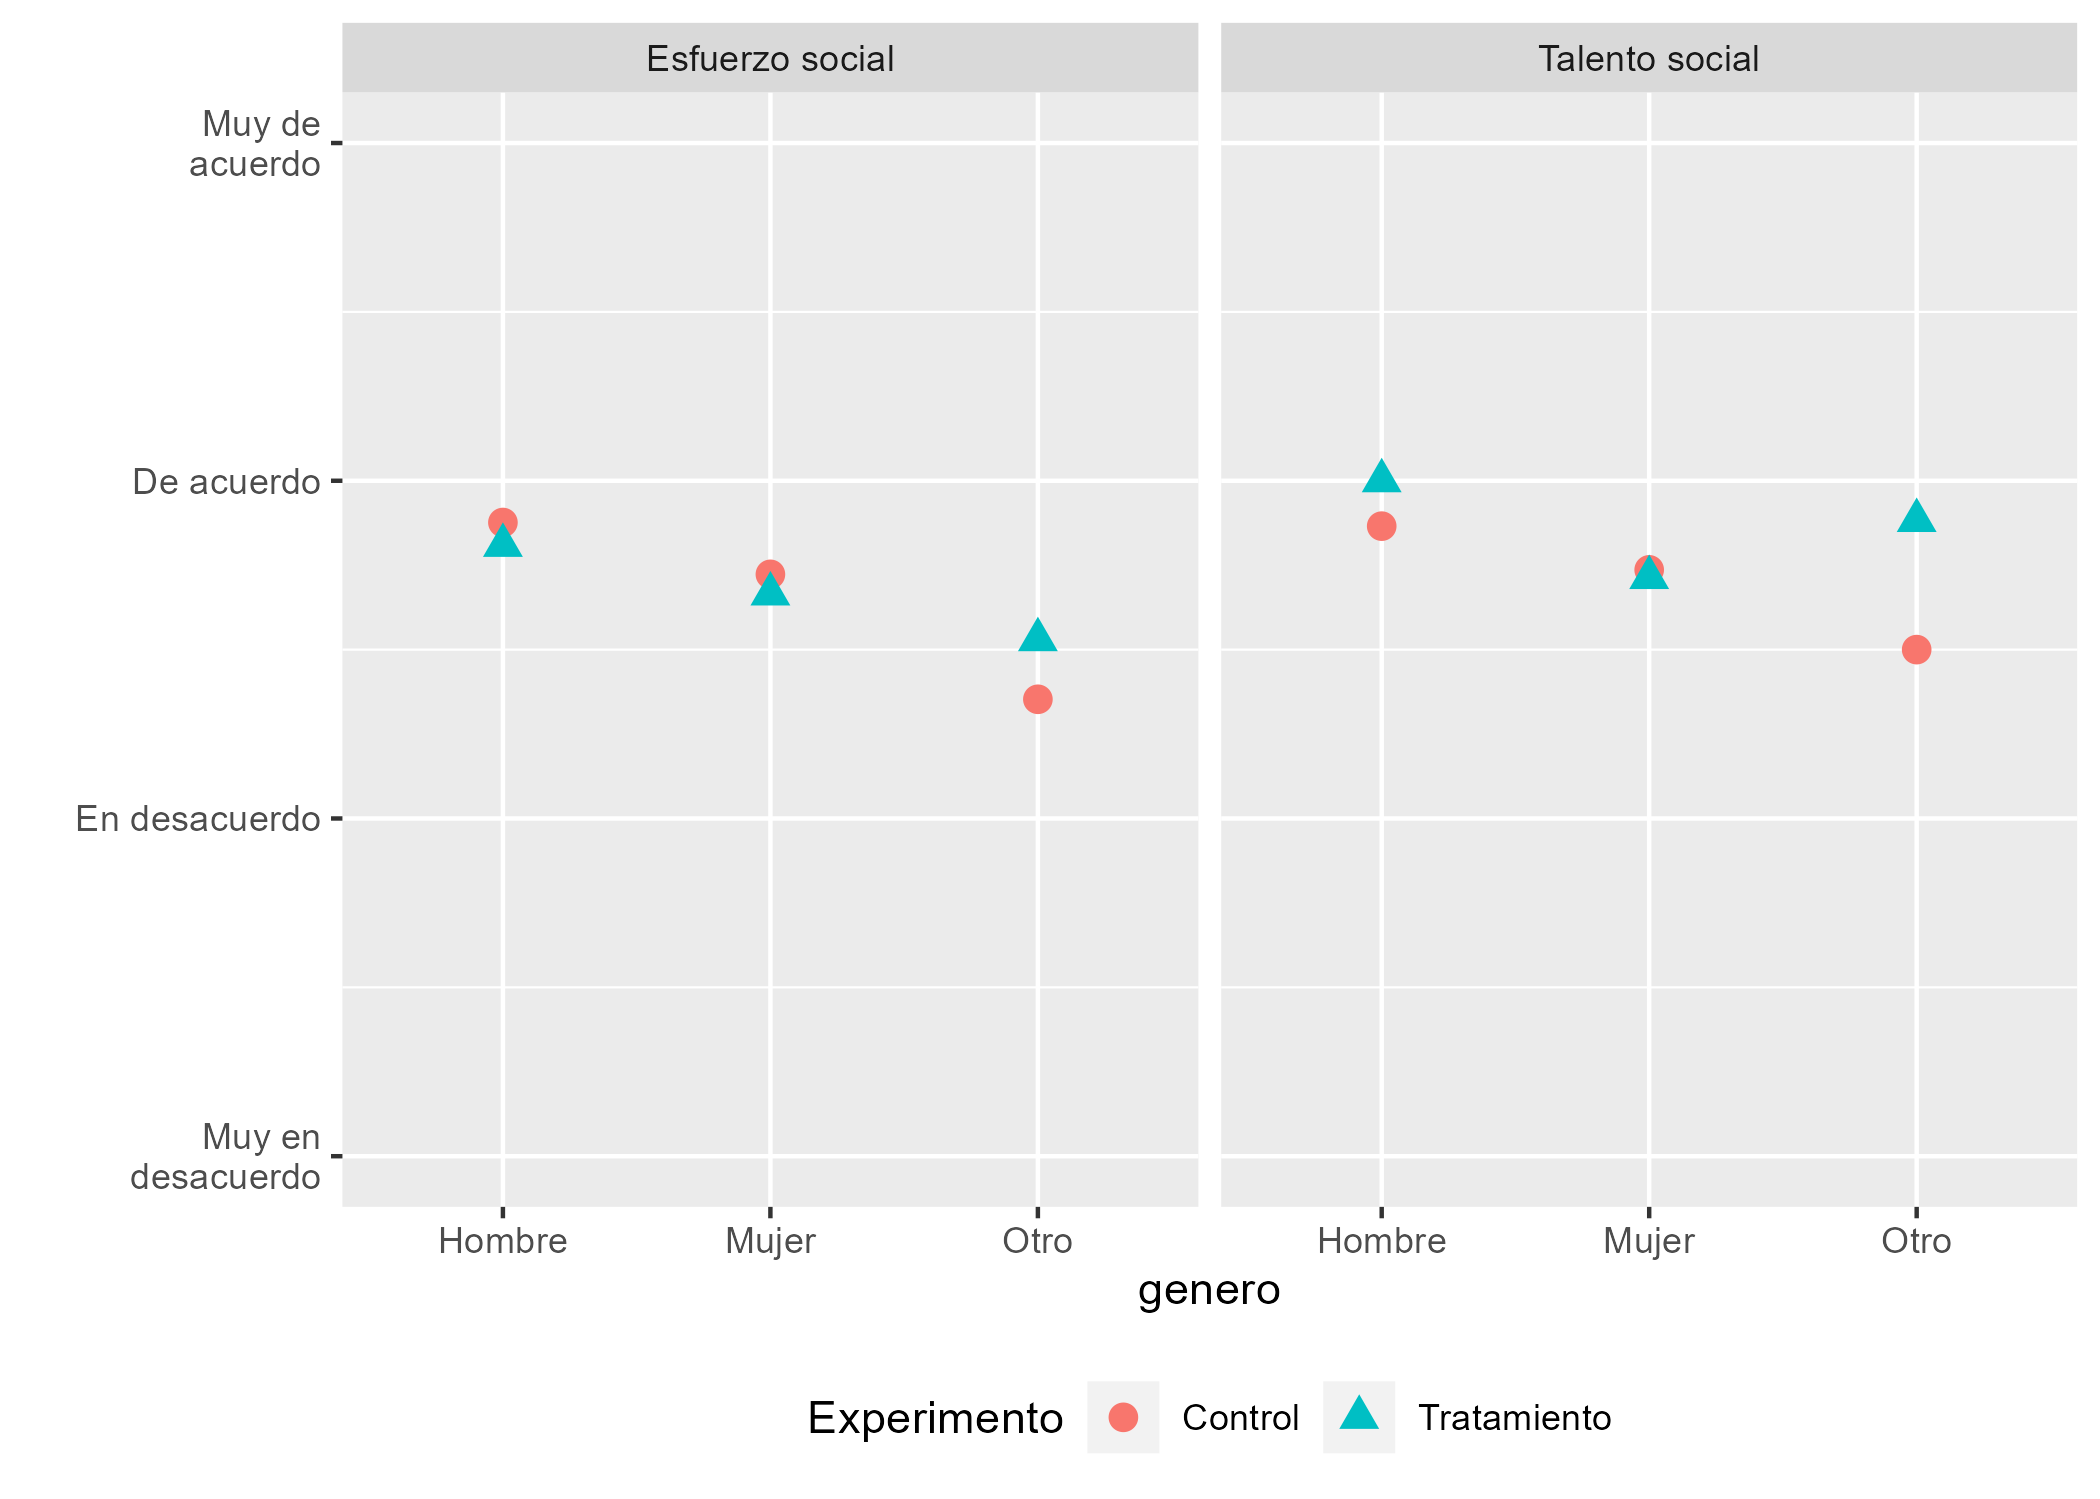 Esfuerzo social
Talento social
Muy de
acuerdo
De acuerdo
En desacuerdo
Muy en
desacuerdo
Hombre
Mujer
Otro
Hombre
Mujer
Otro
genero
Experimento
Control
Tratamiento